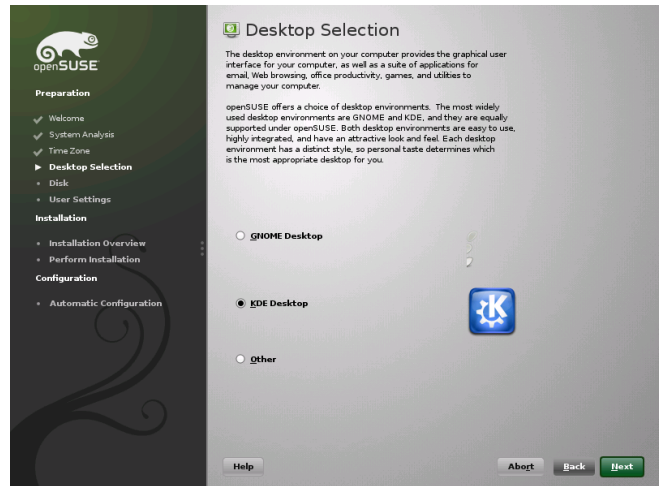 openSUSE
Preparation
Welcome
System Analysis
Time Zone
Desktop Selection
Disk
User Settings
Installation
Installation Overview
Perform Installation
Configuration
Automatic Configuration
Desktop Selection
The desktop environment on your computer provides the graphical user
interface for your computer, as well as a suite of applications for
email, Web browsing, office productivity, games, and utilities to
manage your computer.
openSUSE offers a choice of desktop environments. The most widely
used desktop environments are GNOME and KDE, and they are equally
supported under openSUSE. Both desktop environments are easy to use,
highly integrated, and have an attractive look and feel. Each desktop
environment has a distinct style, so personal taste determines which
is the most appropriate desktop for you.
GNOME Desktop
KDE Desktop
K
Other
Help
Abort
Back
Next